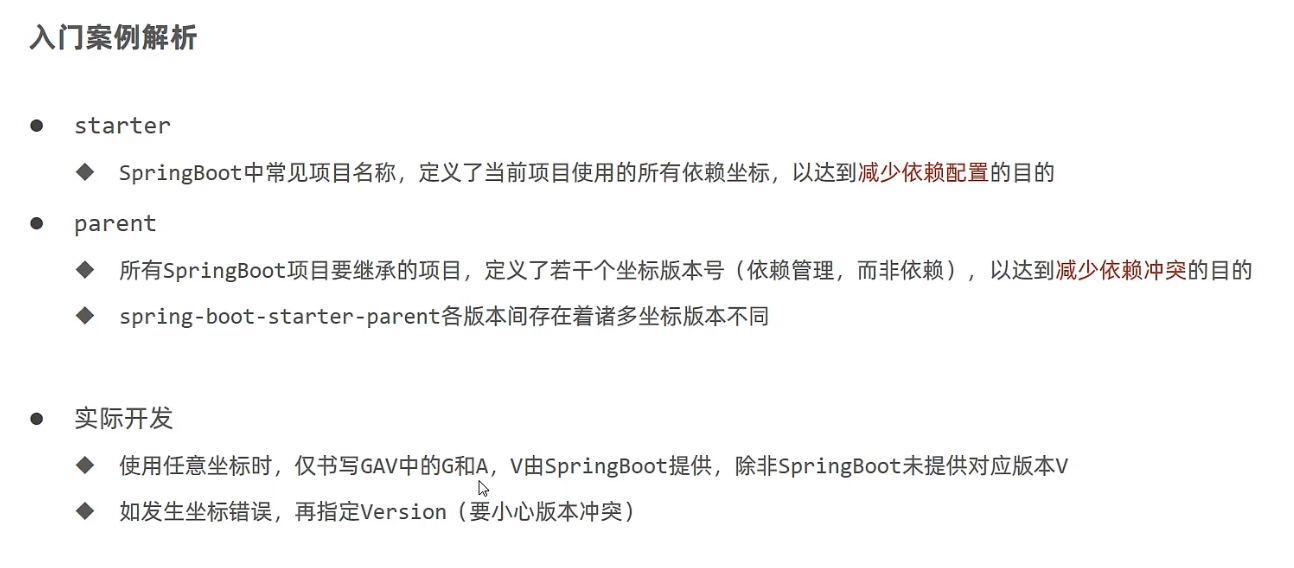 入门案例解析
starter
SpringBoot中常见项目名称，定义了当前项目使用的所有依赖坐标，以达到减少依赖配置的目的
parent
所有SpringBoot项目要继承的项目，定义了若干个坐标版本号（依赖管理，而非依赖），以达到减少依赖冲突的目的
spring-boot-starter-parent各版本间存在着诸多坐标版本不同
实际开发
使用任意坐标时，仅书写GAV中的G和A，V由SpringBoot提供，除非SpringBoot未提供对应版本V
如发生坐标错误，再指定Version（要小心版本冲突）